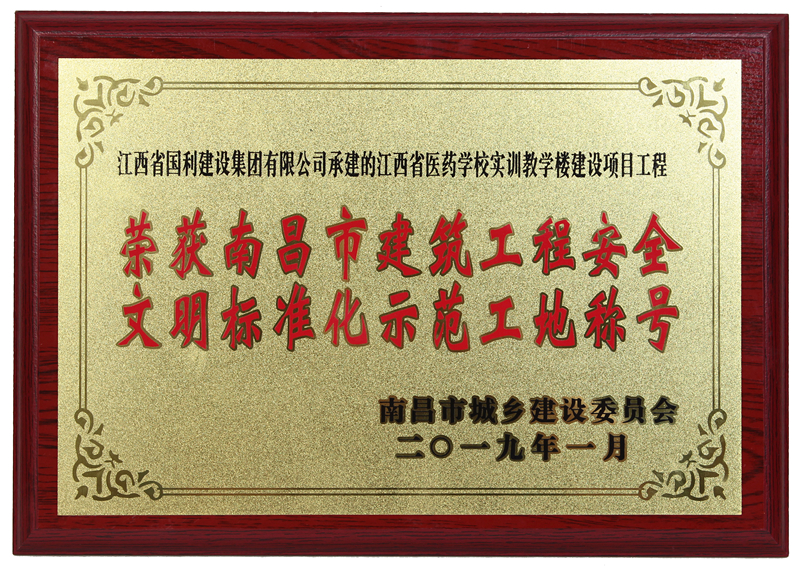 江西省国利建设集团有限公司承建的江西省医药学校实训教学楼建设项目工程
荣获南昌市建筑工程安全
文明标准化示范工地称号
南昌市城乡建设委员会
二〇一九年一月